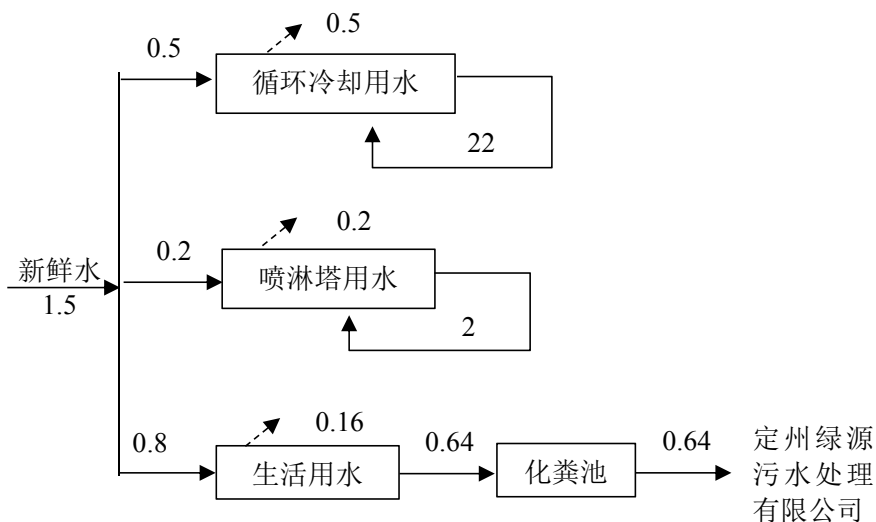 0.5
0.5
循环冷却用水
22
0.2
0.2
新鲜水
喷淋塔用水
1.5
2
0.16
0.8
0.64
0.64
定州绿源
生活用水
化粪池
污水处理
有限公司